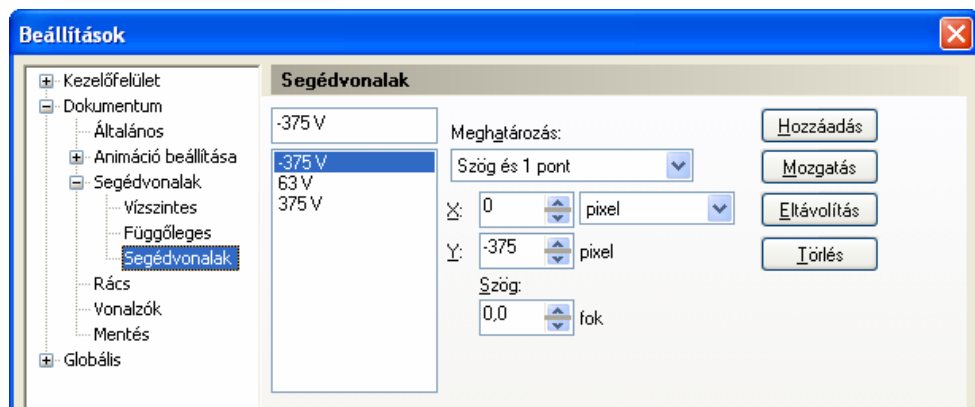 Beállítások
Kezelőfelület
Dokumentum
Általános
Animáció beállítása
Segédvonalak
Vízszintes
Függőleges
Segédvonalak
Rács
Vonalzók
Mentés
Globális
Segédvonalak
-375 V
-375 V
63 V
375 V
Meghatározás:
Szög és 1 pont
X: 0 pixel
Y: -375 pixel
Szög:
0,0 fok
Hozzáadás
Mozgatás
Eltávolítás
Törlés